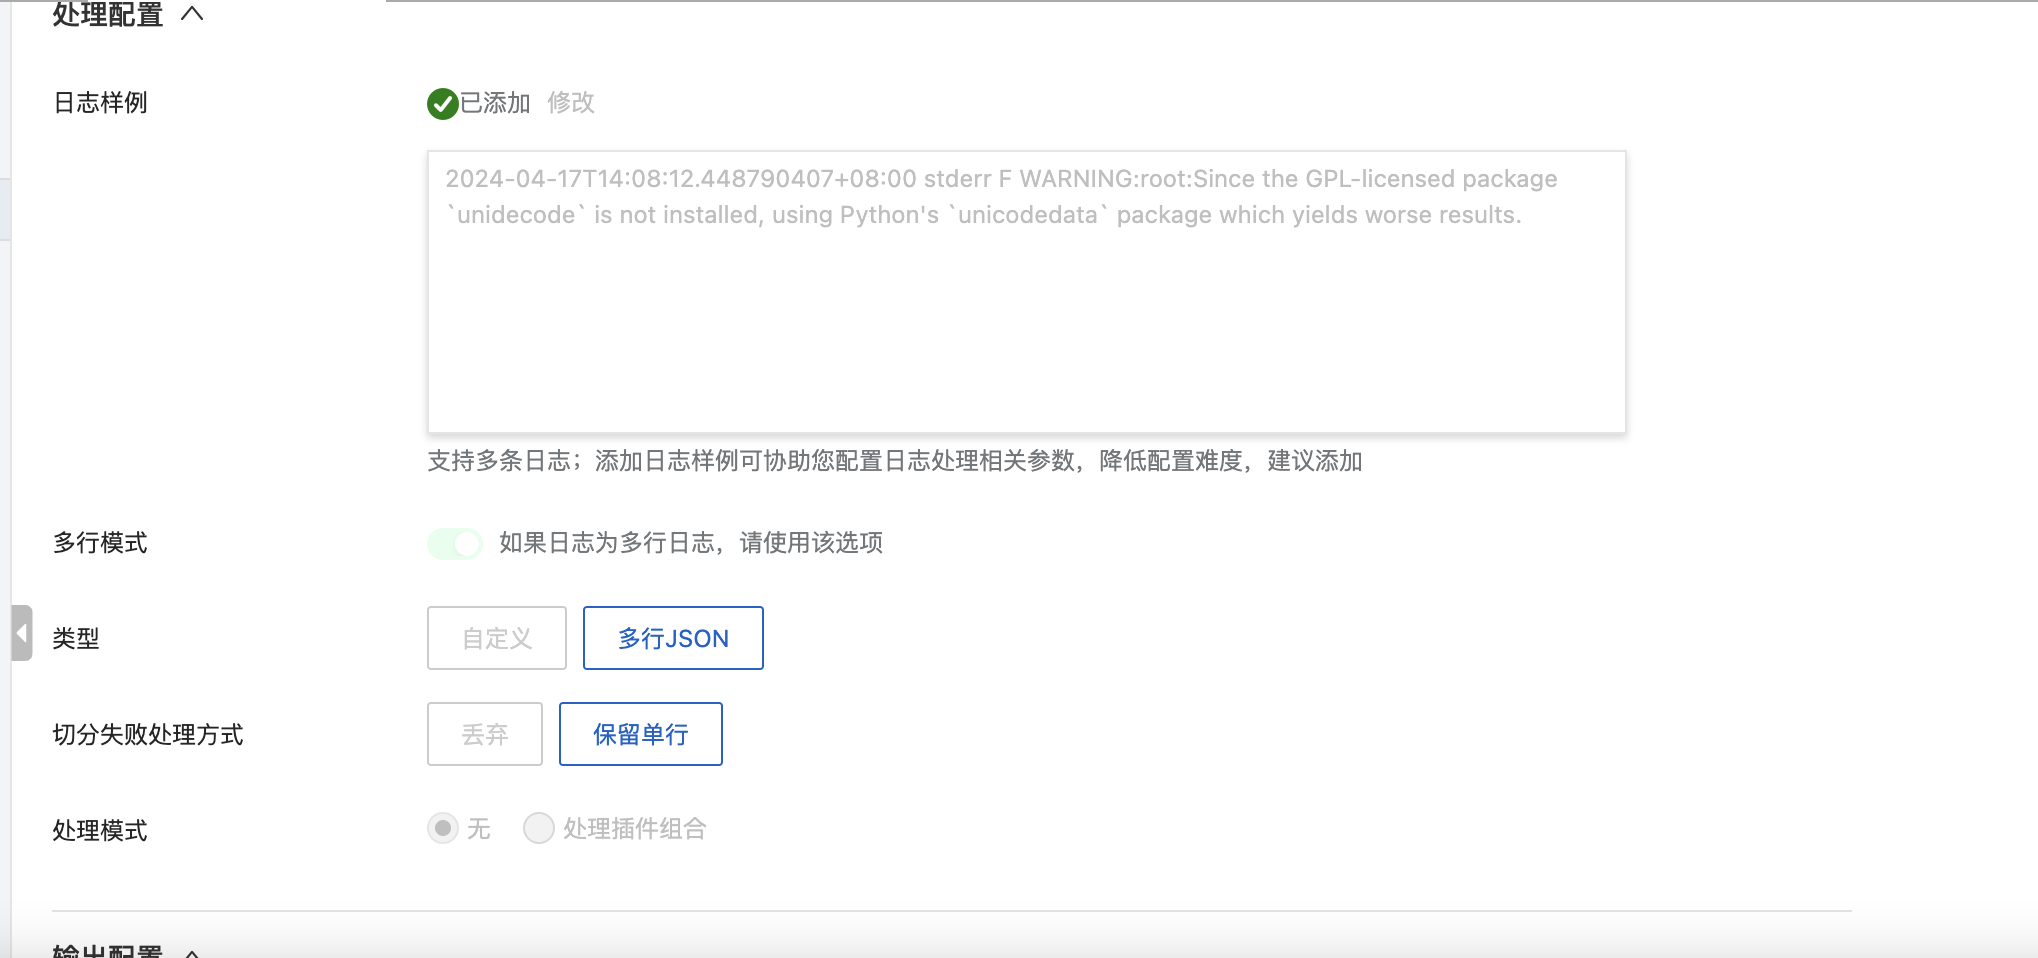 处理配置
日志样例
已添加 修改
2024-04-17T14:08:12.448790407+08:00 stderr F WARNING:root:Since the GPL-licensed package
`unidecode` is not installed, using Python's `unicodedata` package which yields worse results.
支持多条日志；添加日志样例可协助您配置日志处理相关参数，降低配置难度，建议添加
多行模式
如果日志为多行日志，请使用该选项
类型
自定义
多行JSON
切分失败处理方式
丢弃
保留单行
处理模式
无
处理插件组合
输出配置